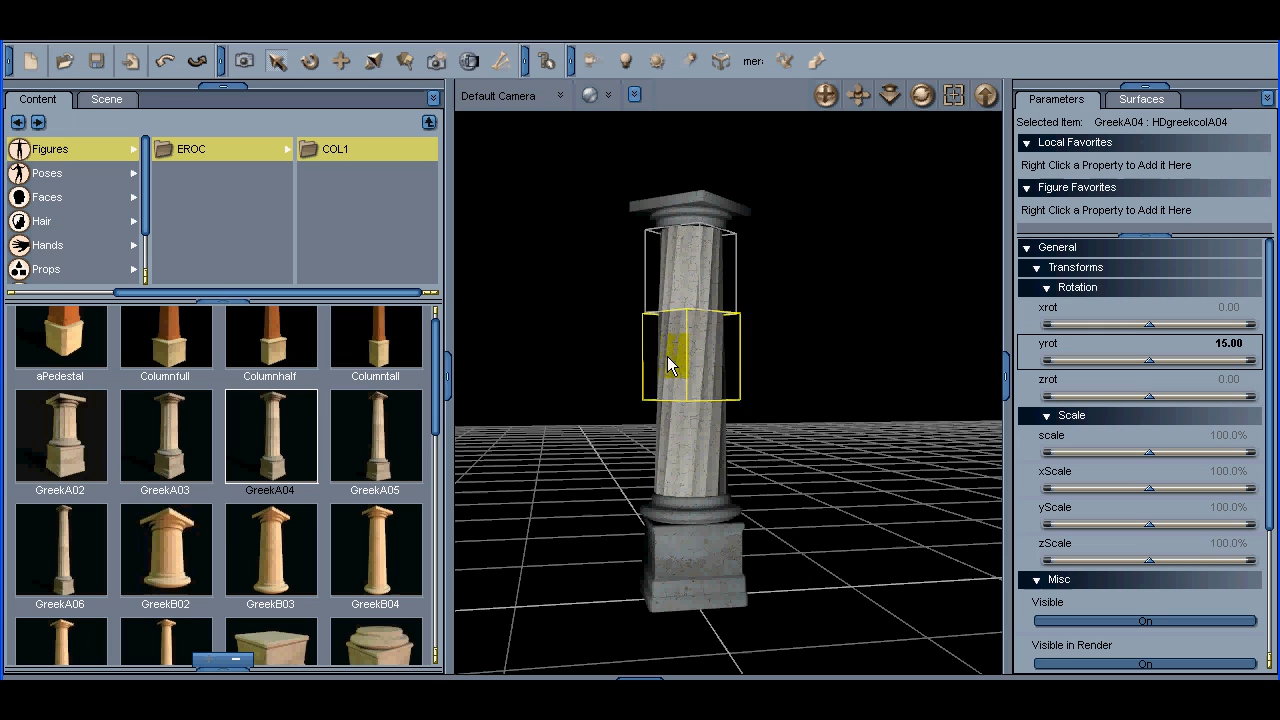 mer:
Content
Scene
Default Camera
Parameters
Surfaces
Selected Item: GreekA04 : HDgreekcolA04
Local Favorites
Right Click a Property to Add it Here
Figure Favorites
Right Click a Property to Add it Here
Figures
EROC
COL1
Poses
Faces
Hair
Hands
Props
General
Transforms
Rotation
xrot 0.00
yrot 15.00
zrot 0.00
Scale
scale 100.0%
xScale 100.0%
yScale 100.0%
zScale 100.0%
Misc
Visible
On
Visible in Render
On
aPedestal
Columnfull
Columnhalf
Columntall
GreekA02
GreekA03
GreekA04
GreekA05
GreekA06
GreekB02
GreekB03
GreekB04